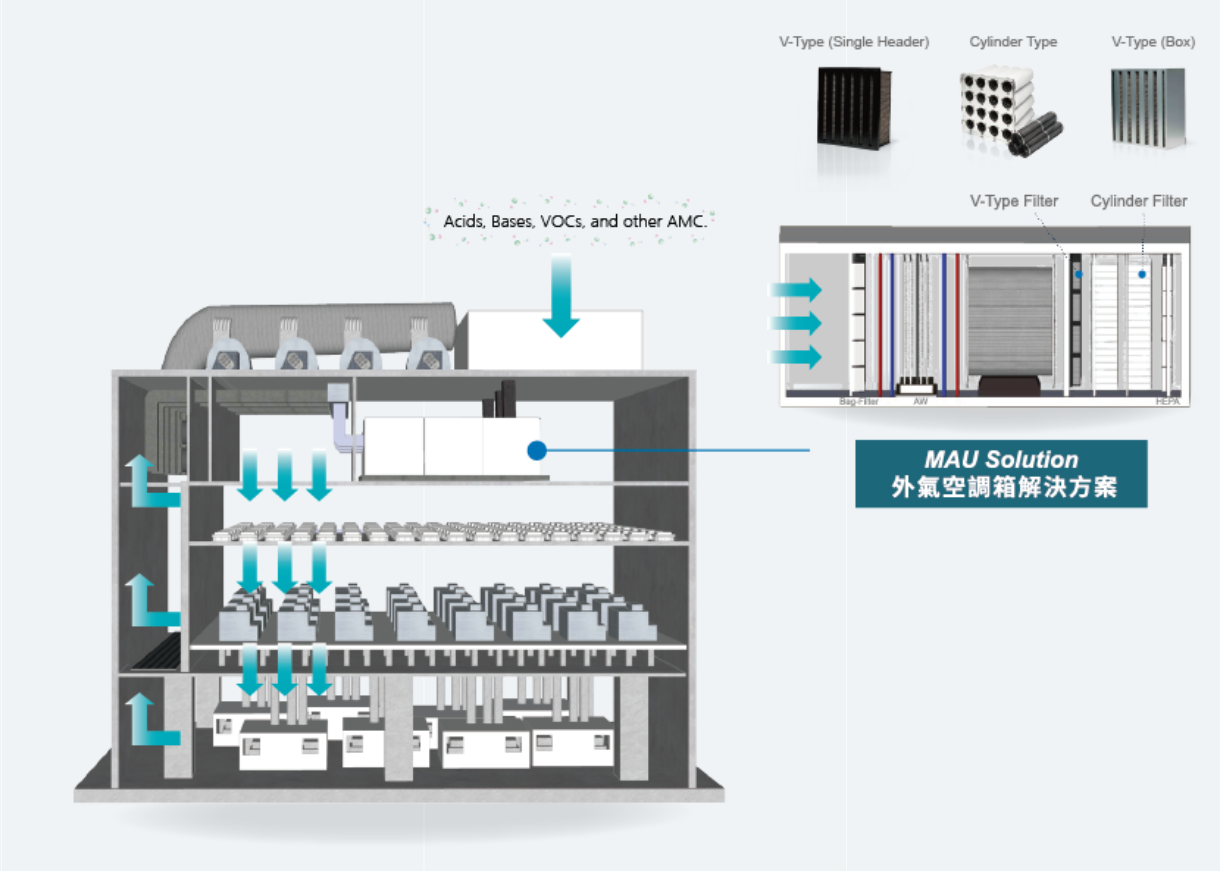 V-Type (Single Header)
Cylinder Type
V-Type (Box)
V-Type Filter
Cylinder Filter
Acids, Bases, VOCs, and other AMC.
Bag-Filter
AW
HEPA
MAU Solution
外氣空調箱解決方案